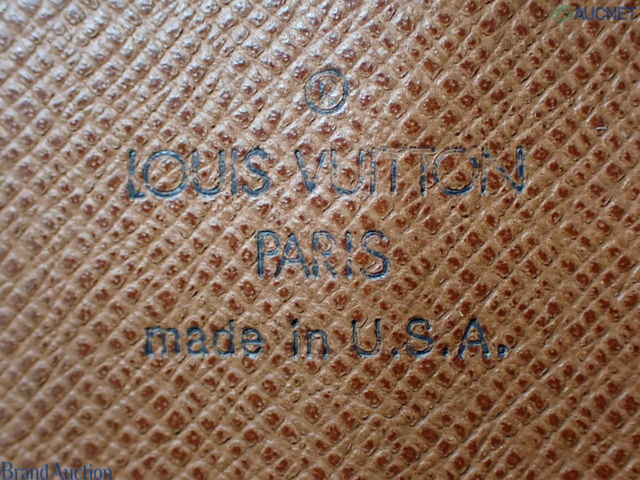 AUCNET
LOUIS VUITTON
PARIS
made in U.S.A.
Brand Auction